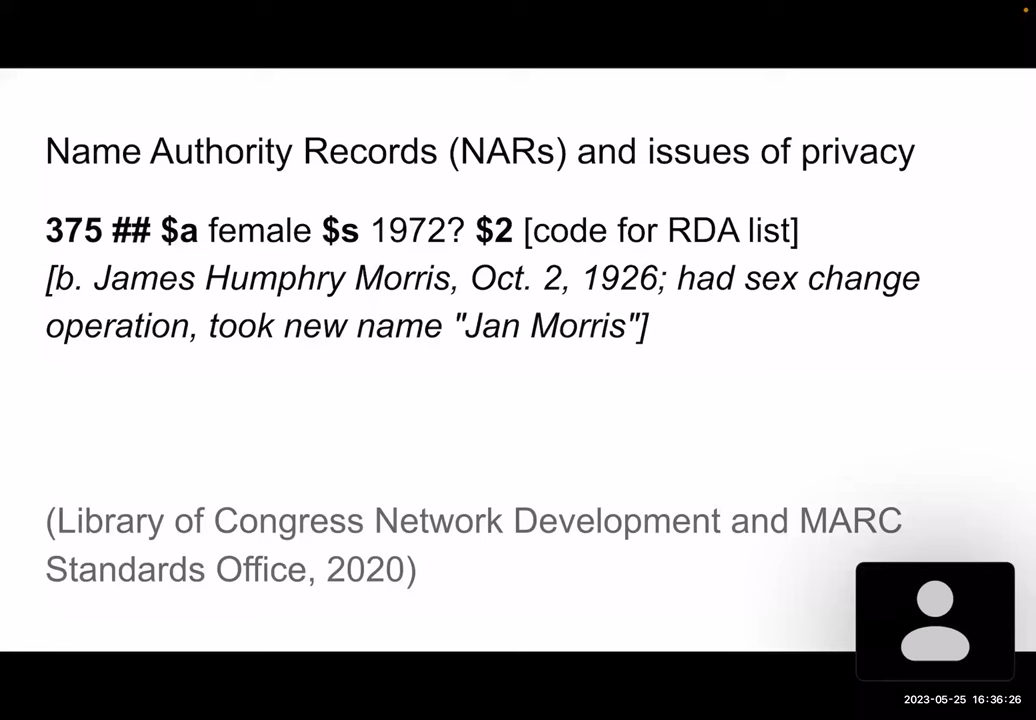 Name Authority Records (NARs) and issues of privacy
375 ## $a female $s 1972? $2 [code for RDA list]
[b. James Humphry Morris, Oct. 2, 1926; had sex change
operation, took new name "Jan Morris"]
(Library of Congress Network Development and MARC
Standards Office, 2020)
2023-05-25 16:36:26